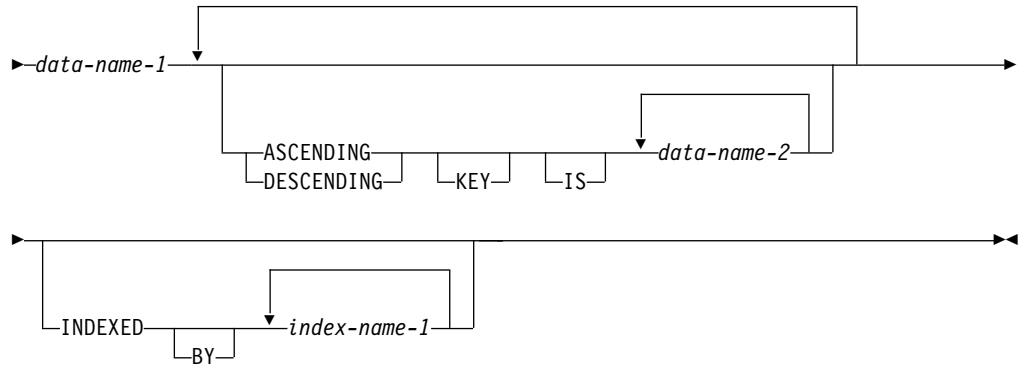 data-name-1
ASCENDING
DESCENDING
KEY
IS
data-name-2
INDEXED
BY
index-name-1